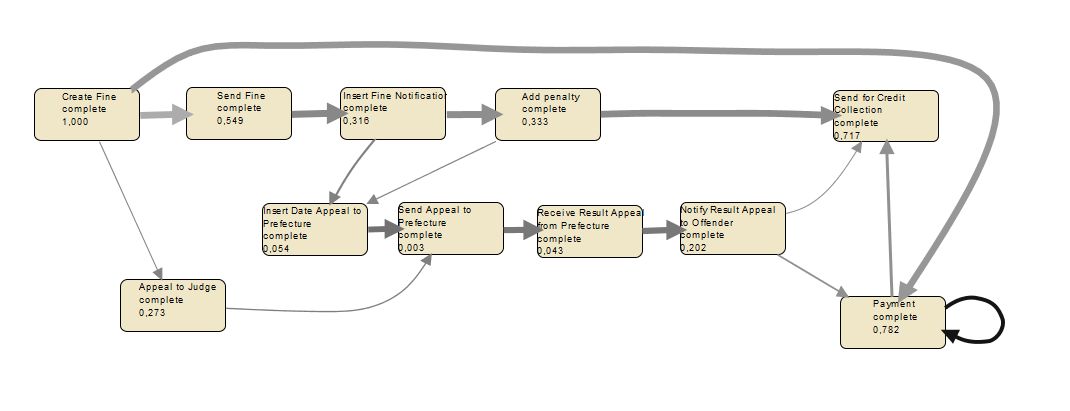 Create Fine
complete
1,000
Send Fine
complete
0,549
Insert Fine Notification
complete
0,316
Add penalty
complete
0,333
Send for Credit
Collection
complete
0,717
Insert Date Appeal to
Prefecture
complete
0,054
Send Appeal to
Prefecture
complete
0,003
Receive Result Appeal
from Prefecture
complete
0,043
Notify Result Appeal
to Offender
complete
0,202
Appeal to Judge
complete
0,273
Payment
complete
0,782